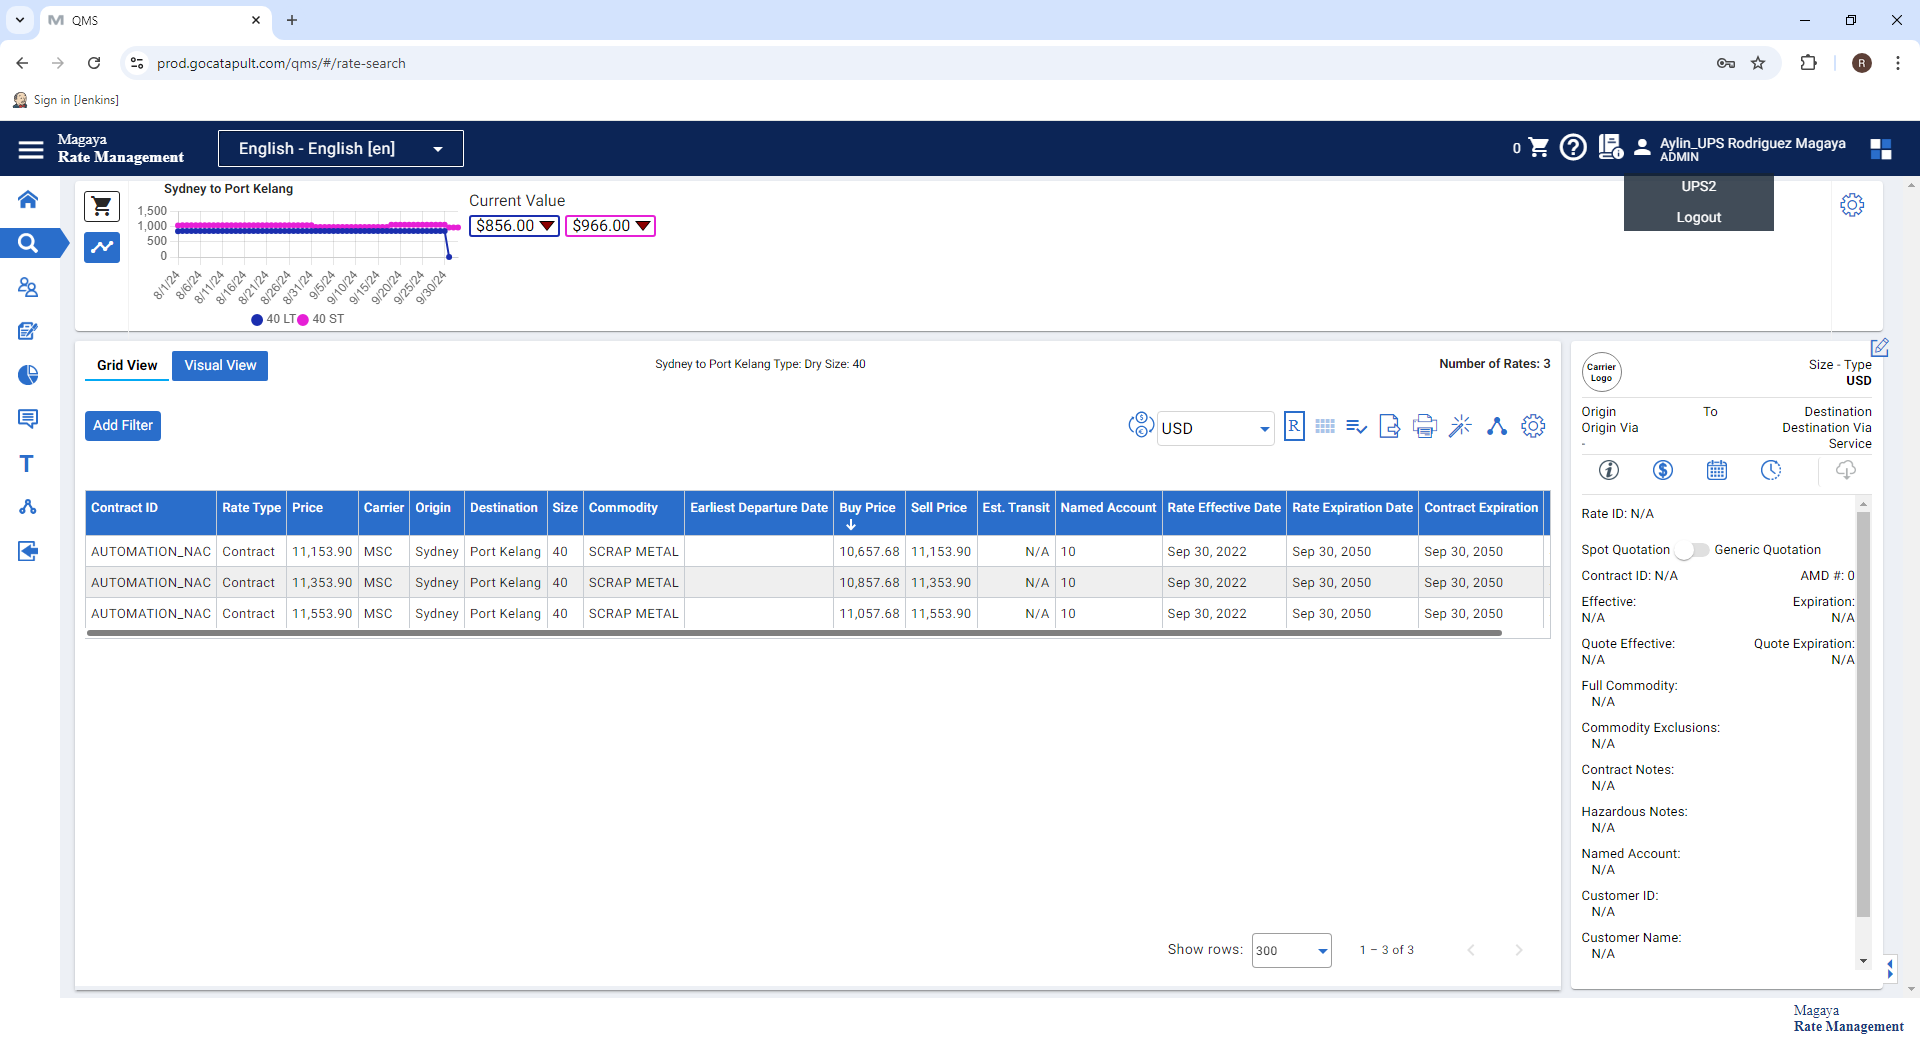 QMS
prod.gocatapult.com/qms/#/rate-search
R
Sign in [Jenkins]
Magaya
Rate Management
English - English [en]
0
Aylin_UPS Rodriguez Magaya
ADMIN
UPS2
Logout
Sydney to Port Kelang
1,500
1,000
500
0
8/1/24 8/6/24 8/11/24 8/16/24 8/21/24 8/26/24 8/31/24 9/5/24 9/10/24 9/15/24 9/20/24 9/25/24 9/30/24
40 LT 40 ST
Current Value
$856.00 $966.00
Grid View Visual View
Sydney to Port Kelang Type: Dry Size: 40
Number of Rates: 3
Add Filter
USD
R
Contract ID Rate Type Price Carrier Origin Destination Size Commodity Earliest Departure Date Buy Price Sell Price Est. Transit Named Account Rate Effective Date Rate Expiration Date Contract Expiration
AUTOMATION_NAC Contract 11,153.90 MSC Sydney Port Kelang 40 SCRAP METAL 10,657.68 11,153.90 N/A 10 Sep 30, 2022 Sep 30, 2050 Sep 30, 2050
AUTOMATION_NAC Contract 11,353.90 MSC Sydney Port Kelang 40 SCRAP METAL 10,857.68 11,353.90 N/A 10 Sep 30, 2022 Sep 30, 2050 Sep 30, 2050
AUTOMATION_NAC Contract 11,553.90 MSC Sydney Port Kelang 40 SCRAP METAL 11,057.68 11,553.90 N/A 10 Sep 30, 2022 Sep 30, 2050 Sep 30, 2050
Show rows: 300 1 – 3 of 3
Carrier
Logo
Size - Type
USD
Origin To Destination
Origin Via Destination Via
- Service
Rate ID: N/A
Spot Quotation Generic Quotation
Contract ID: N/A AMD #: 0
Effective: Expiration:
N/A N/A
Quote Effective: Quote Expiration:
N/A N/A
Full Commodity:
N/A
Commodity Exclusions:
N/A
Contract Notes:
N/A
Hazardous Notes:
N/A
Named Account:
N/A
Customer ID:
N/A
Customer Name:
N/A
Magaya
Rate Management